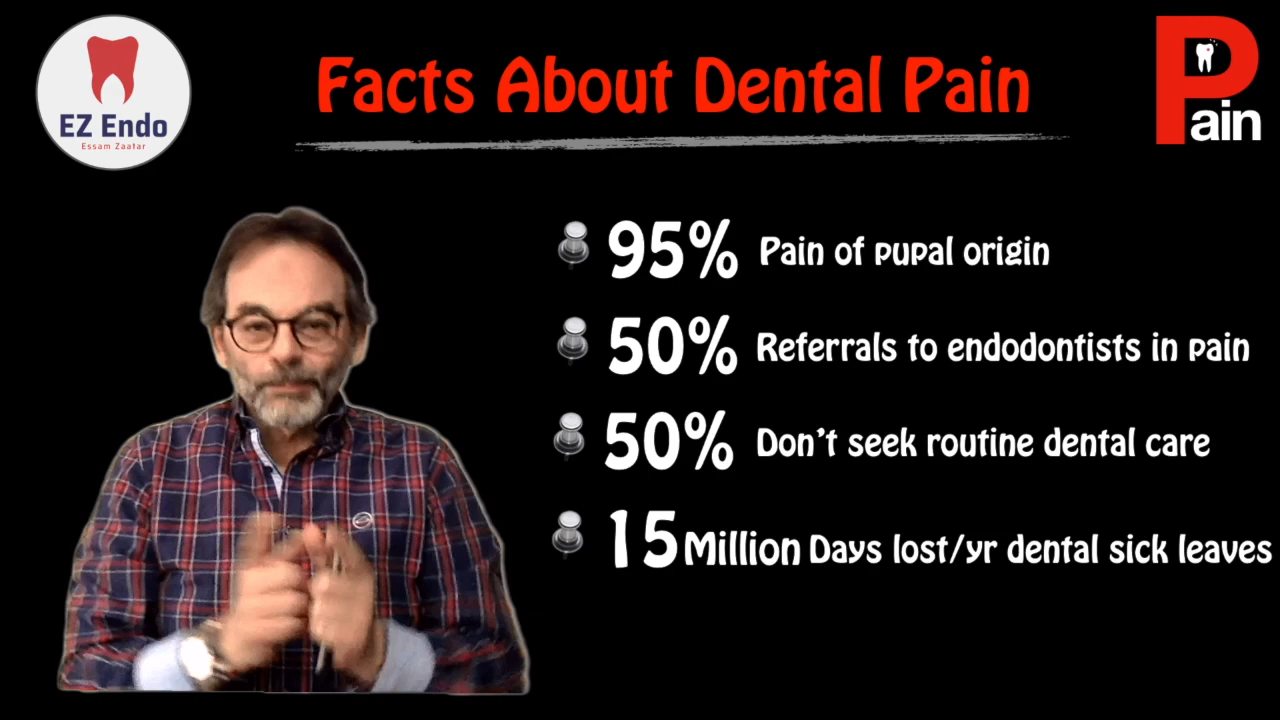 EZ Endo
Essam Zaatar
Facts About Dental Pain
Pain
95% Pain of pupal origin
50% Referrals to endodontists in pain
50% Don't seek routine dental care
15 Million Days lost/yr dental sick leaves